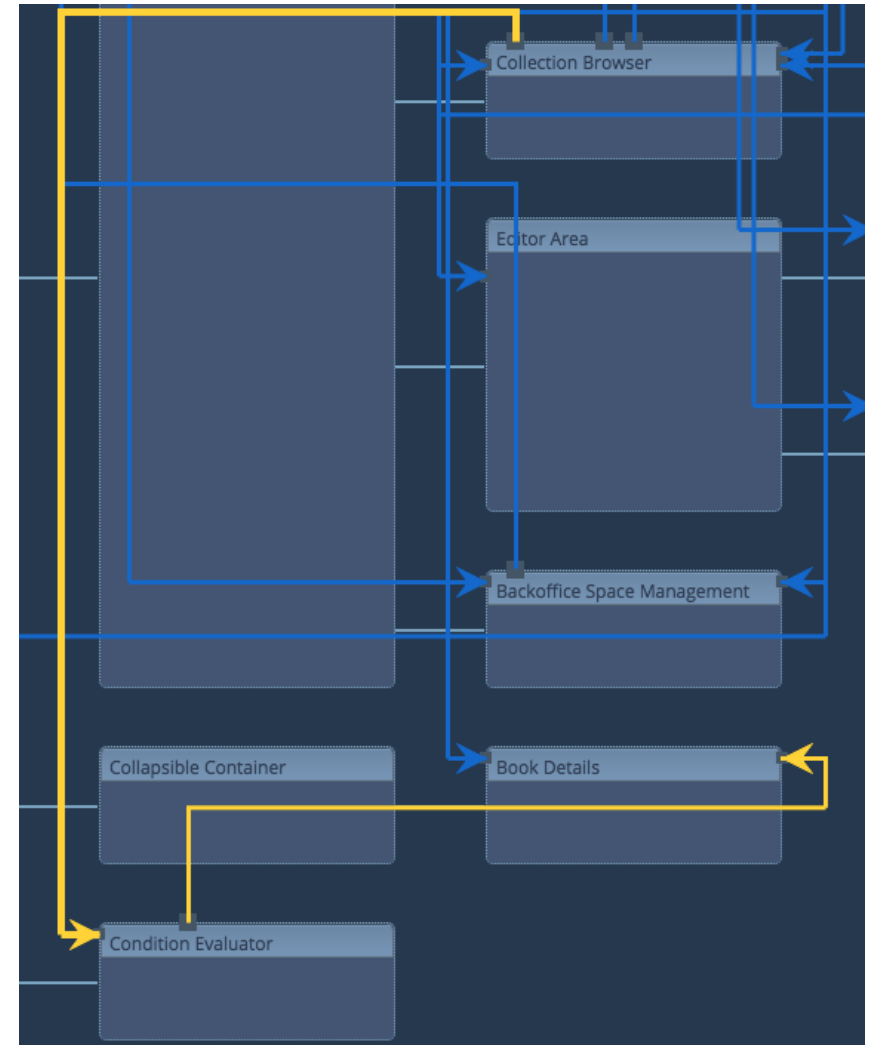 Collection Browser
Editor Area
Backoffice Space Management
Collapsible Container
Book Details
Condition Evaluator